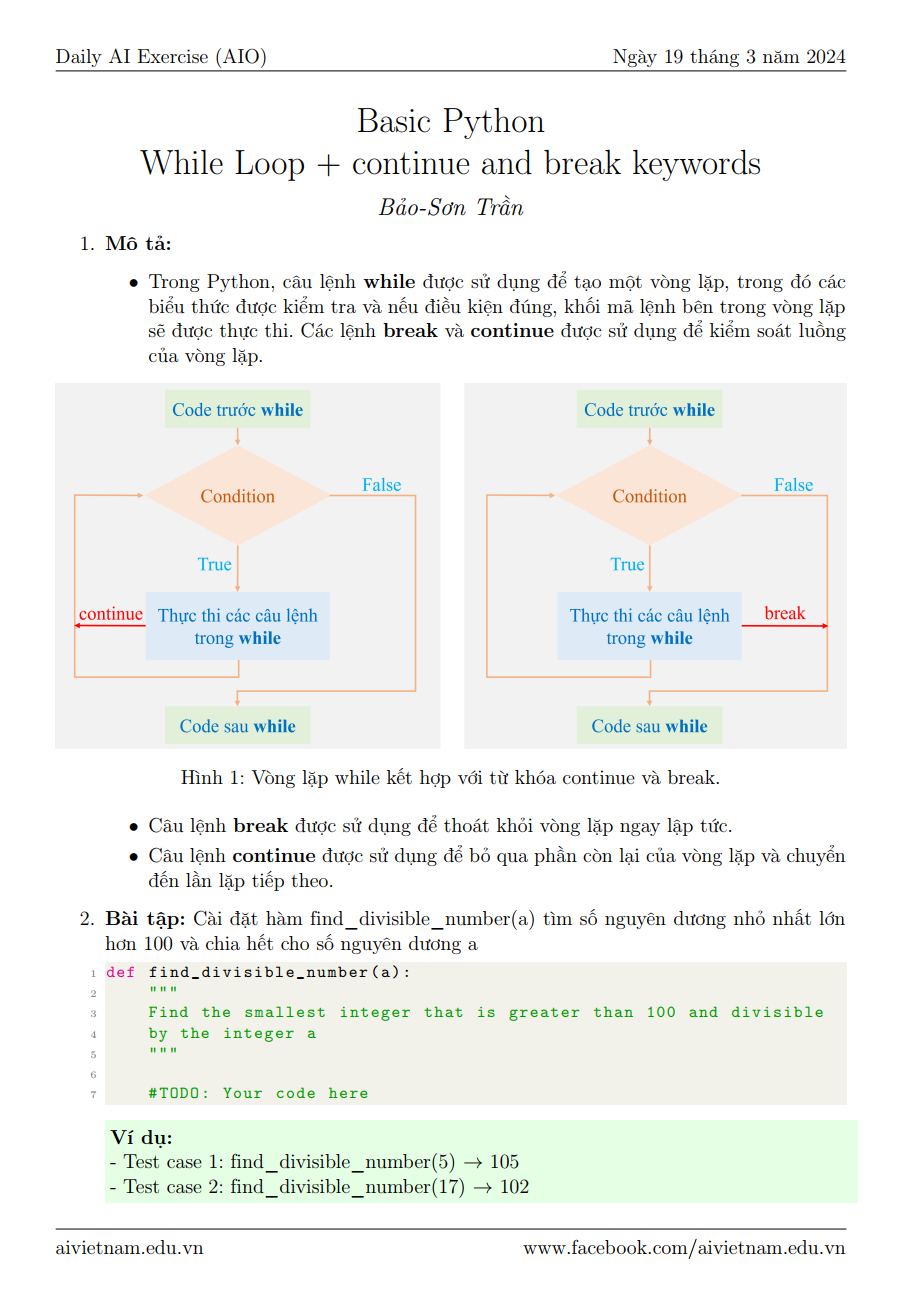 Daily AI Exercise (AIO)
Ngày 19 tháng 3 năm 2024
Basic Python
While Loop + continue and break keywords
Bảo-Sơn Trần
1. Mô tả:
• Trong Python, câu lệnh while được sử dụng để tạo một vòng lặp, trong đó các
biểu thức được kiểm tra và nếu điều kiện đúng, khối mã lệnh bên trong vòng lặp
sẽ được thực thi. Các lệnh break và continue được sử dụng để kiểm soát luồng
của vòng lặp.
Code trước while
Condition
False
True
continue
Thực thi các câu lệnh
trong while
Code sau while
Code trước while
Condition
False
True
Thực thi các câu lệnh
trong while
break
Code sau while
Hình 1: Vòng lặp while kết hợp với từ khóa continue và break.
• Câu lệnh break được sử dụng để thoát khỏi vòng lặp ngay lập tức.
• Câu lệnh continue được sử dụng để bỏ qua phần còn lại của vòng lặp và chuyển
đến lần lặp tiếp theo.
2. Bài tập: Cài đặt hàm find_divisible_number(a) tìm số nguyên dương nhỏ nhất lớn
hơn 100 và chia hết cho số nguyên dương a
1 def find_divisible_number(a):
2 """
3 Find the smallest integer that is greater than 100 and divisible
4 by the integer a
5 """
6
7 #TODO: Your code here
Ví dụ:
- Test case 1: find_divisible_number(5) → 105
- Test case 2: find_divisible_number(17) → 102
aivietnam.edu.vn
www.facebook.com/aivietnam.edu.vn